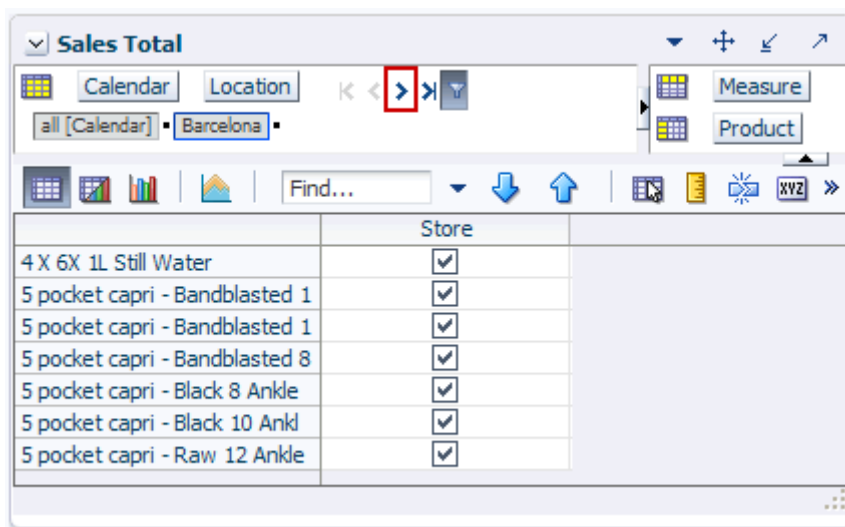 Sales Total
Calendar Location
Measure
all [Calendar] Barcelona
Product
Find...
XYZ
Store
4 X 6X 1L Still Water
5 pocket capri - Bandblasted 1
5 pocket capri - Bandblasted 1
5 pocket capri - Bandblasted 8
5 pocket capri - Black 8 Ankle
5 pocket capri - Black 10 Ankl
5 pocket capri - Raw 12 Ankle